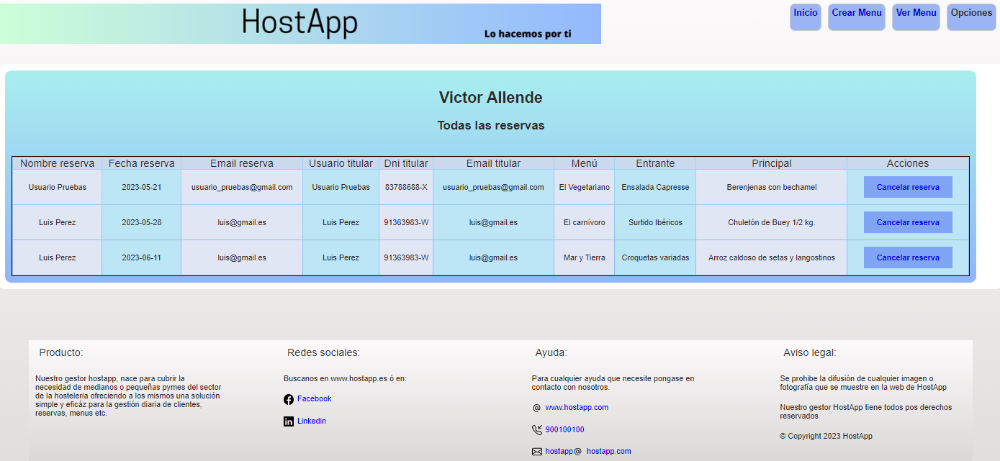 HostApp
Lo hacemos por ti
Inicio Crear Menu Ver Menu Opciones
Victor Allende
Todas las reservas
Nombre reserva Fecha reserva Email reserva Usuario titular Dni titular Email titular Menú Entrante Principal Acciones
Usuario Pruebas 2023-05-21 usuario_pruebas@gmail.com Usuario Pruebas 83788688-X usuario_pruebas@gmail.com El Vegetariano Ensalada Capresse Berenjenas con bechamel Cancelar reserva
Luis Perez 2023-05-28 luis@gmail.es Luis Perez 91363983-W luis@gmail.es El carnívoro Surtido Ibéricos Chuletón de Buey 1/2 kg. Cancelar reserva
Luis Perez 2023-06-11 luis@gmail.es Luis Perez 91363983-W luis@gmail.es Mar y Tierra Croquetas variadas Arroz caldoso de setas y langostinos Cancelar reserva
Producto:
Nuestro gestor hostapp, nace para cubrir la
necesidad de medianos o pequeñas pymes del sector
de la hosteleria ofreciendo a los mismos una solución
simple y eficáz para la gestión diaria de clientes,
reservas, menus etc.
Redes sociales:
Buscanos en www.hostapp.es ó en:
Facebook
Linkedin
Ayuda:
Para cualquier ayuda que necesite pongase en
contacto con nosotros.
@ www.hostapp.com
900100100
hostapp@ hostapp.com
Aviso legal:
Se prohibe la difusión de cualquier imagen o
fotografía que se muestre en la web de HostApp
Nuestro gestor HostApp tiene todos pos derechos
reservados
© Copyright 2023 HostApp